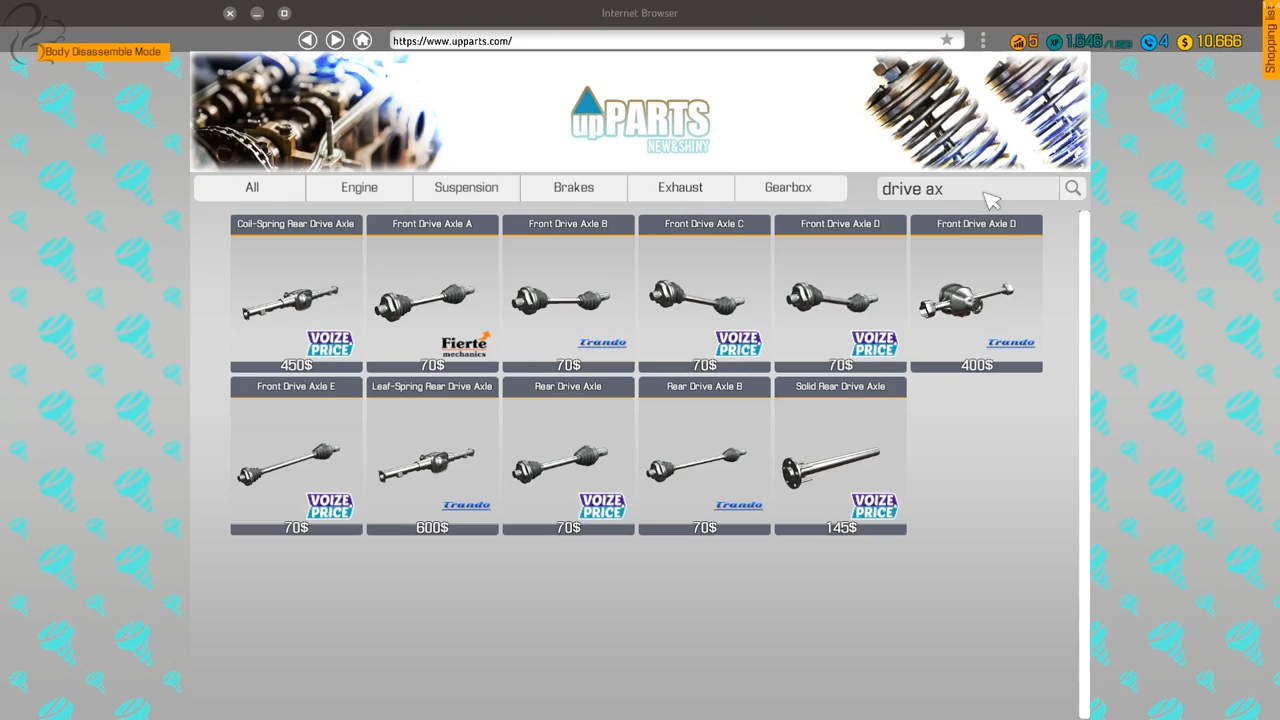 Internet Browser
Body Disassemble Mode
https://www.upparts.com/
5
XP 1,646/1,623
4
$ 10,666
Shopping list
upPARTS
NEW&SHINY
All
Engine
Suspension
Brakes
Exhaust
Gearbox
drive ax
Coil-Spring Rear Drive Axle
Front Drive Axle A
Front Drive Axle B
Front Drive Axle C
Front Drive Axle D
Front Drive Axle D
VOIZE PRICE
Fierte mechanics
Trando
VOIZE PRICE
VOIZE PRICE
Trando
450$
70$
70$
70$
70$
400$
Front Drive Axle E
Leaf-Spring Rear Drive Axle
Rear Drive Axle
Rear Drive Axle B
Solid Rear Drive Axle
VOIZE PRICE
Trando
VOIZE PRICE
Trando
VOIZE PRICE
70$
600$
70$
70$
145$